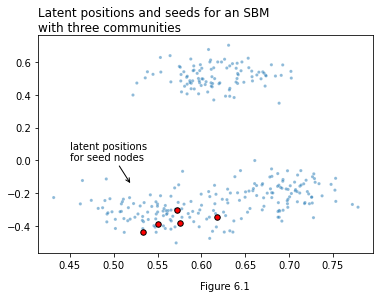 Latent positions and seeds for an SBM
with three communities
0.6
0.4
0.2
0.0
−0.2
−0.4
latent positions
for seed nodes
0.45 0.50 0.55 0.60 0.65 0.70 0.75
Figure 6.1